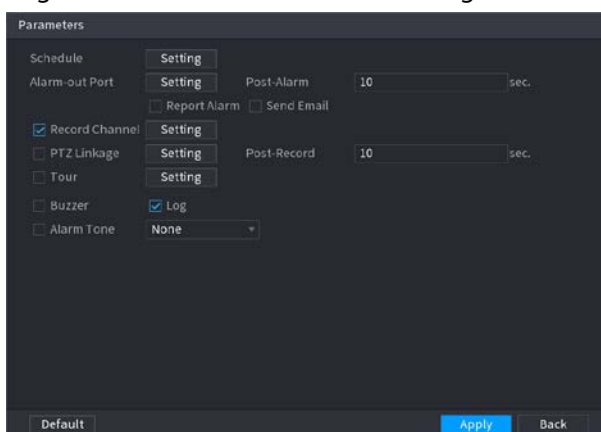 Parameters
Schedule Setting
Alarm-out Port Setting Post-Alarm 10 sec.
Report Alarm Send Email
Record Channel Setting
PTZ Linkage Setting Post-Record 10 sec.
Tour Setting
Buzzer Log
Alarm Tone None
Default Apply Back